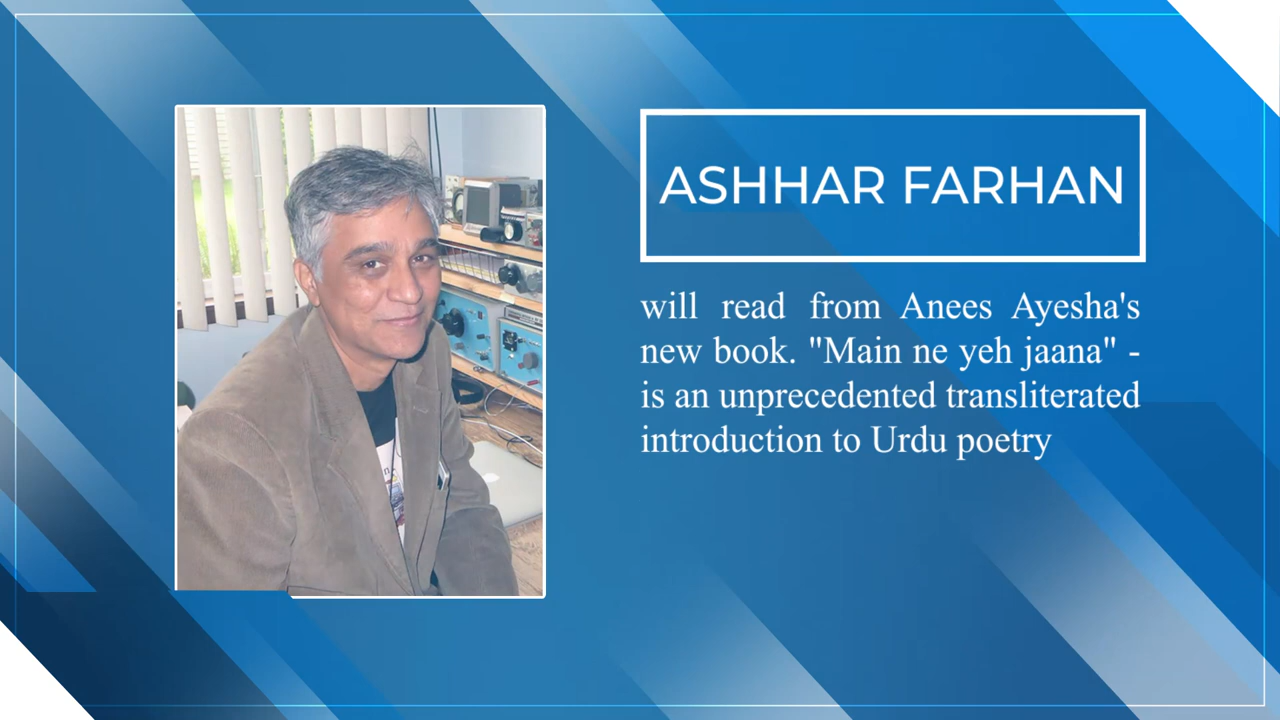 ASHHAR FARHAN
will read from Anees Ayesha's
new book. "Main ne yeh jaana" -
is an unprecedented transliterated
introduction to Urdu poetry